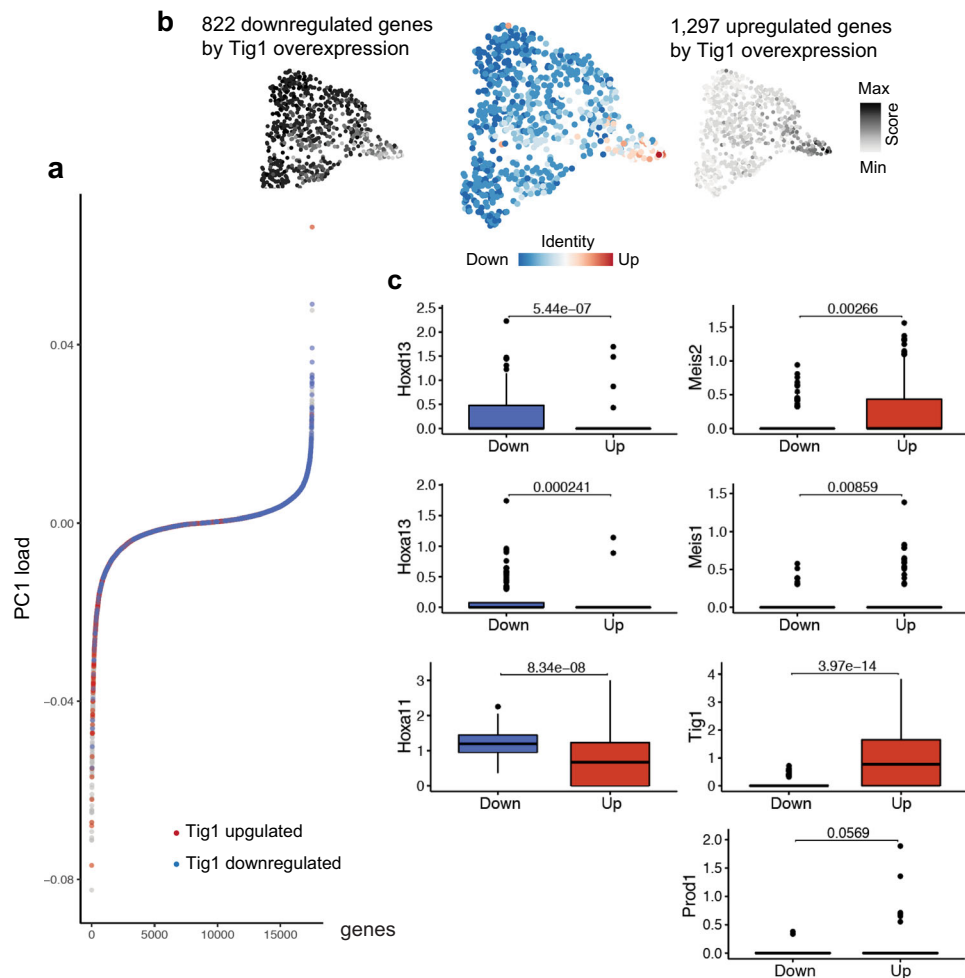 b
822 downregulated genes
by Tig1 overexpression
1,297 upregulated genes
by Tig1 overexpression
Max
Score
Min
Identity
Down
Up
a
PC1 load
0.04
0.00
−0.04
−0.08
0
5000
10000
15000
genes
Tig1 upgulated
Tig1 downregulated
c
Hoxd13
2.5
2.0
1.5
1.0
0.5
0.0
5.44e-07
Down
Up
Meis2
1.5
1.0
0.5
0.0
0.00266
Down
Up
Hoxa13
2.0
1.5
1.0
0.5
0.0
0.000241
Down
Up
Meis1
1.5
1.0
0.5
0.0
0.00859
Down
Up
Hoxa11
3
2
1
0
8.34e-08
Down
Up
Tig1
4
3
2
1
0
3.97e-14
Down
Up
Prod1
2.0
1.5
1.0
0.5
0.0
0.0569
Down
Up